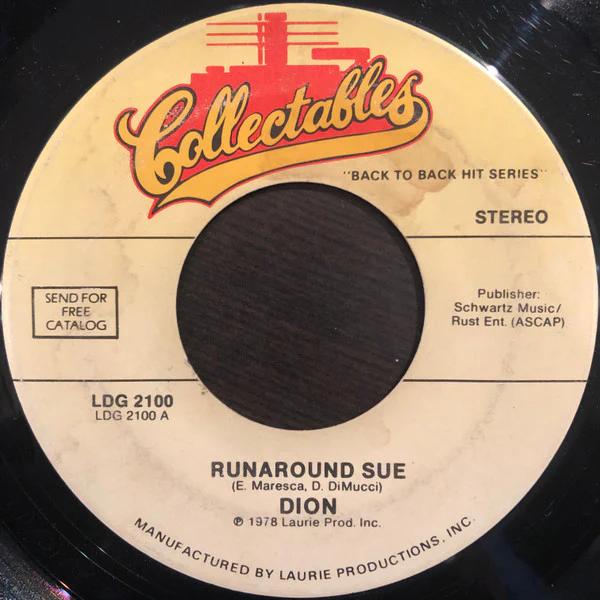 Collectables
"BACK TO BACK HIT SERIES"
STEREO
SEND FOR
FREE
CATALOG
Publisher:
Schwartz Music/
Rust Ent. (ASCAP)
LDG 2100
LDG 2100 A
RUNAROUND SUE
(E. Maresca, D. DiMucci)
DION
℗ 1978 Laurie Prod. Inc.
MANUFACTURED BY LAURIE PRODUCTIONS, INC.